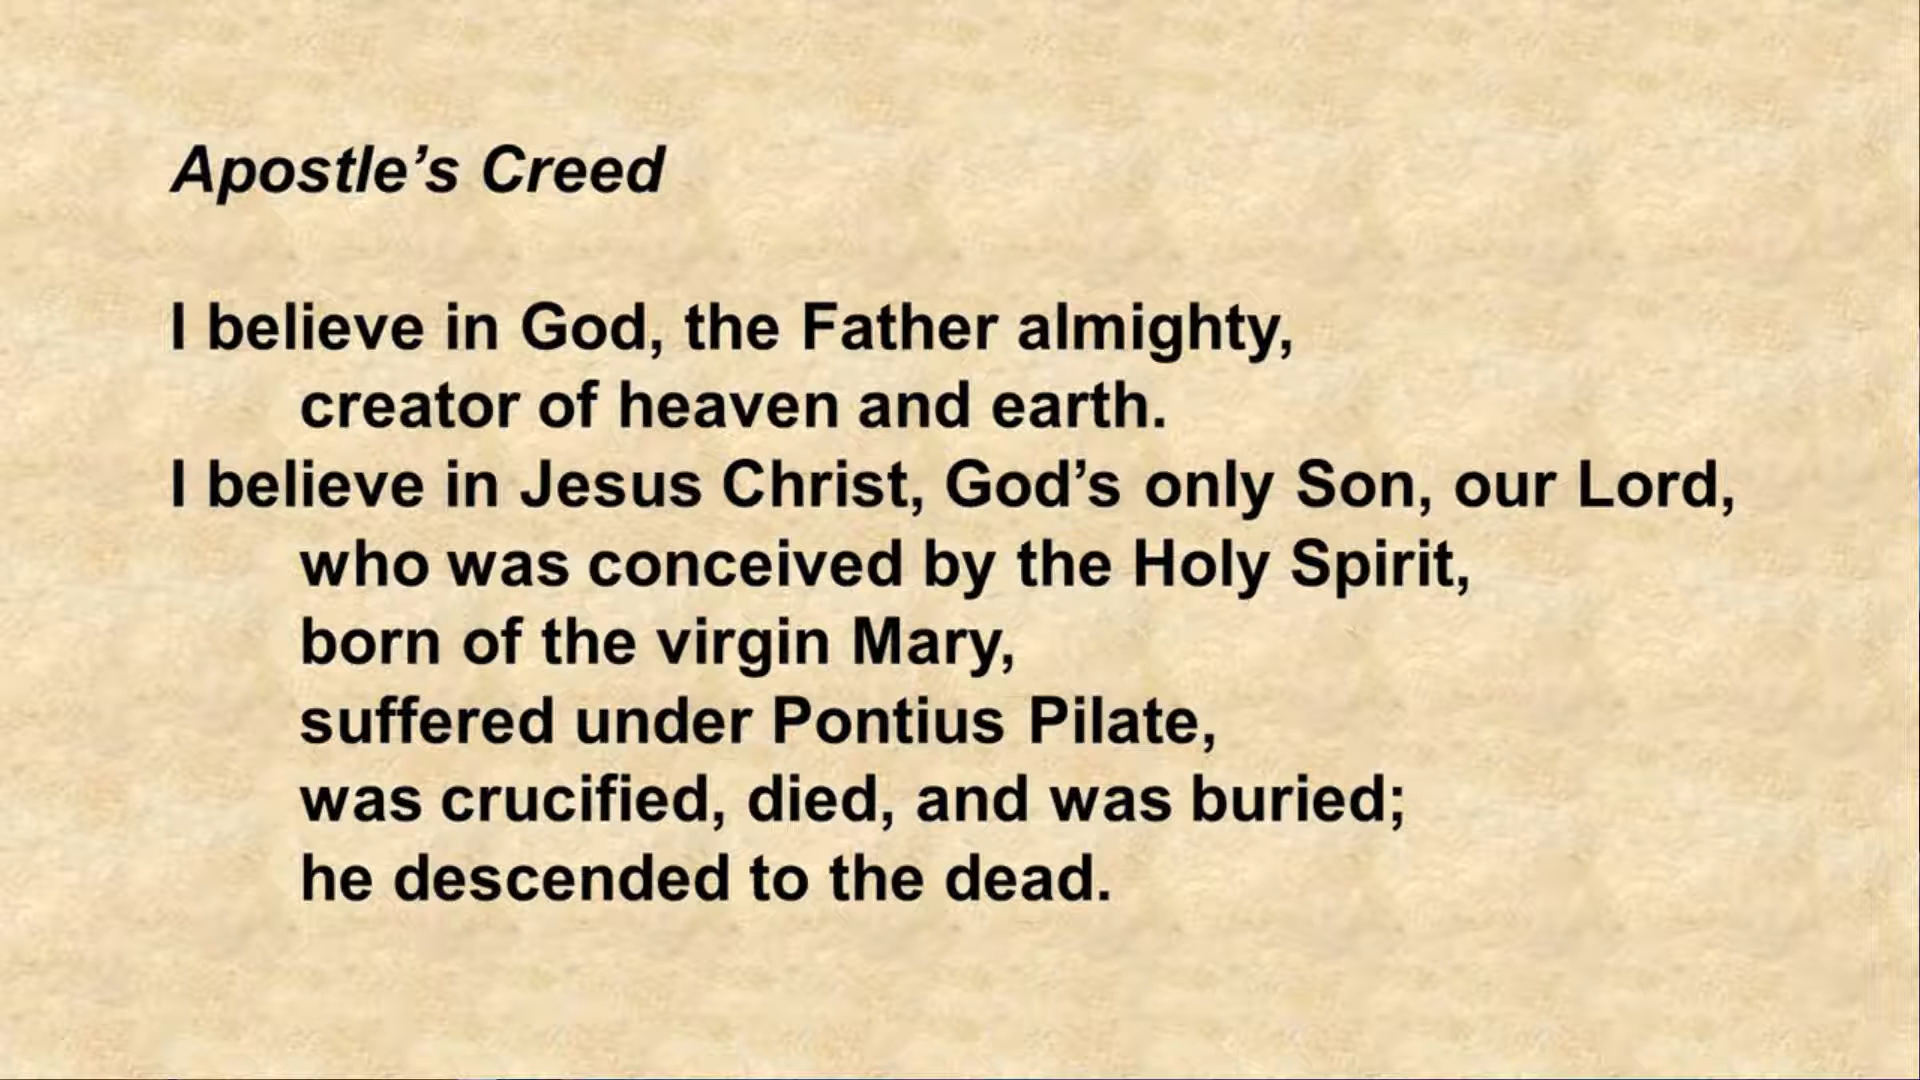 Apostle’s Creed
I believe in God, the Father almighty,
creator of heaven and earth.
I believe in Jesus Christ, God’s only Son, our Lord,
who was conceived by the Holy Spirit,
born of the virgin Mary,
suffered under Pontius Pilate,
was crucified, died, and was buried;
he descended to the dead.